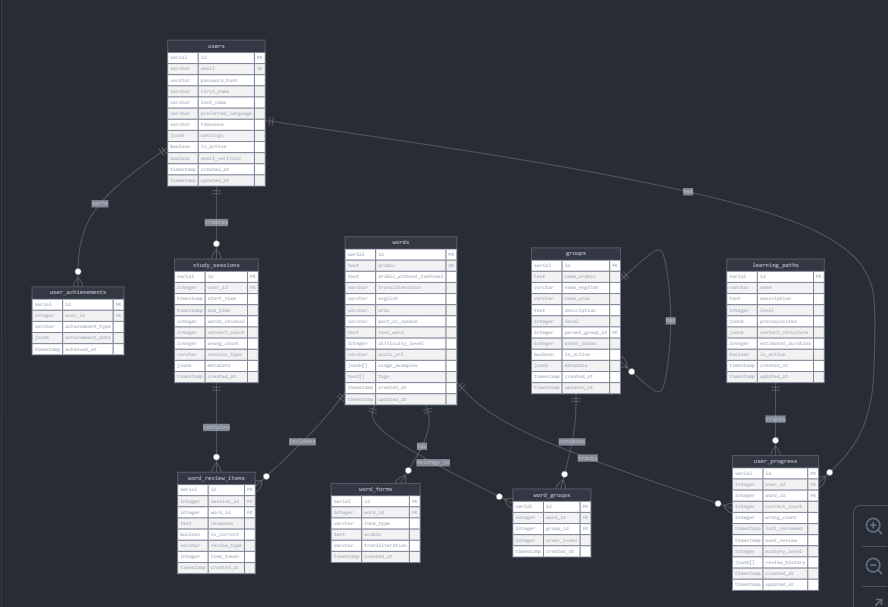 users
serial id PK
varchar email UK
varchar password_hash
varchar first_name
varchar last_name
varchar preferred_language
varchar timezone
jsonb settings
boolean is_active
boolean email_verified
timestamp created_at
timestamp updated_at
has
earns
creates
words
serial id PK
text arabic UK
text arabic_without_tashkeel
varchar transliteration
varchar english
varchar urdu
varchar part_of_speech
text root_word
integer difficulty_level
varchar audio_url
jsonb[] usage_examples
text[] tags
timestamp created_at
timestamp updated_at
groups
serial id PK
text name_arabic
varchar name_english
varchar name_urdu
text description
integer level
integer parent_group_id FK
integer order_index
boolean is_active
jsonb metadata
timestamp created_at
timestamp updated_at
has
study_sessions
serial id PK
integer user_id FK
timestamp start_time
timestamp end_time
integer words_studied
integer correct_count
integer wrong_count
varchar session_type
jsonb metadata
timestamp created_at
learning_paths
serial id PK
varchar name
text description
integer level
jsonb prerequisites
jsonb content_structure
integer estimated_duration
boolean is_active
timestamp created_at
timestamp updated_at
user_achievements
serial id PK
integer user_id FK
varchar achievement_type
jsonb achievement_data
timestamp achieved_at
contains
includes
has
belongs_to
contains
tracks
tracks
word_review_items
serial id PK
integer session_id FK
integer word_id FK
text response
boolean is_correct
varchar review_type
integer time_taken
timestamp created_at
word_forms
serial id PK
integer word_id FK
varchar form_type
text arabic
varchar transliteration
timestamp created_at
word_groups
serial id PK
integer word_id FK
integer group_id FK
integer order_index
timestamp created_at
user_progress
serial id PK
integer user_id FK
integer word_id FK
integer correct_count
integer wrong_count
timestamp last_reviewed
timestamp next_review
integer mastery_level
jsonb[] review_history
timestamp created_at
timestamp updated_at